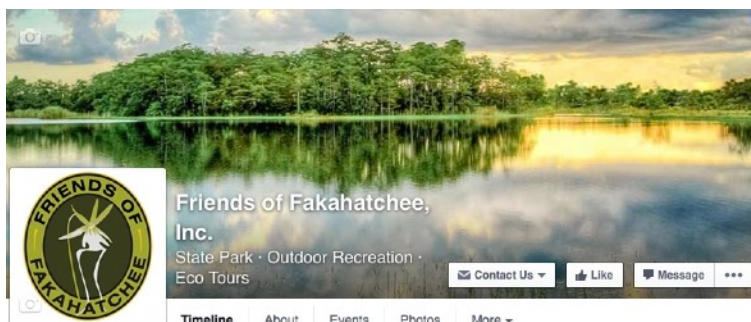 FRIENDS OF
FAKAHATCHEE
Friends of Fakahatchee,
Inc.
State Park · Outdoor Recreation ·
Eco Tours
Contact Us
Like
Message
Timeline
About
Events
Photos
More